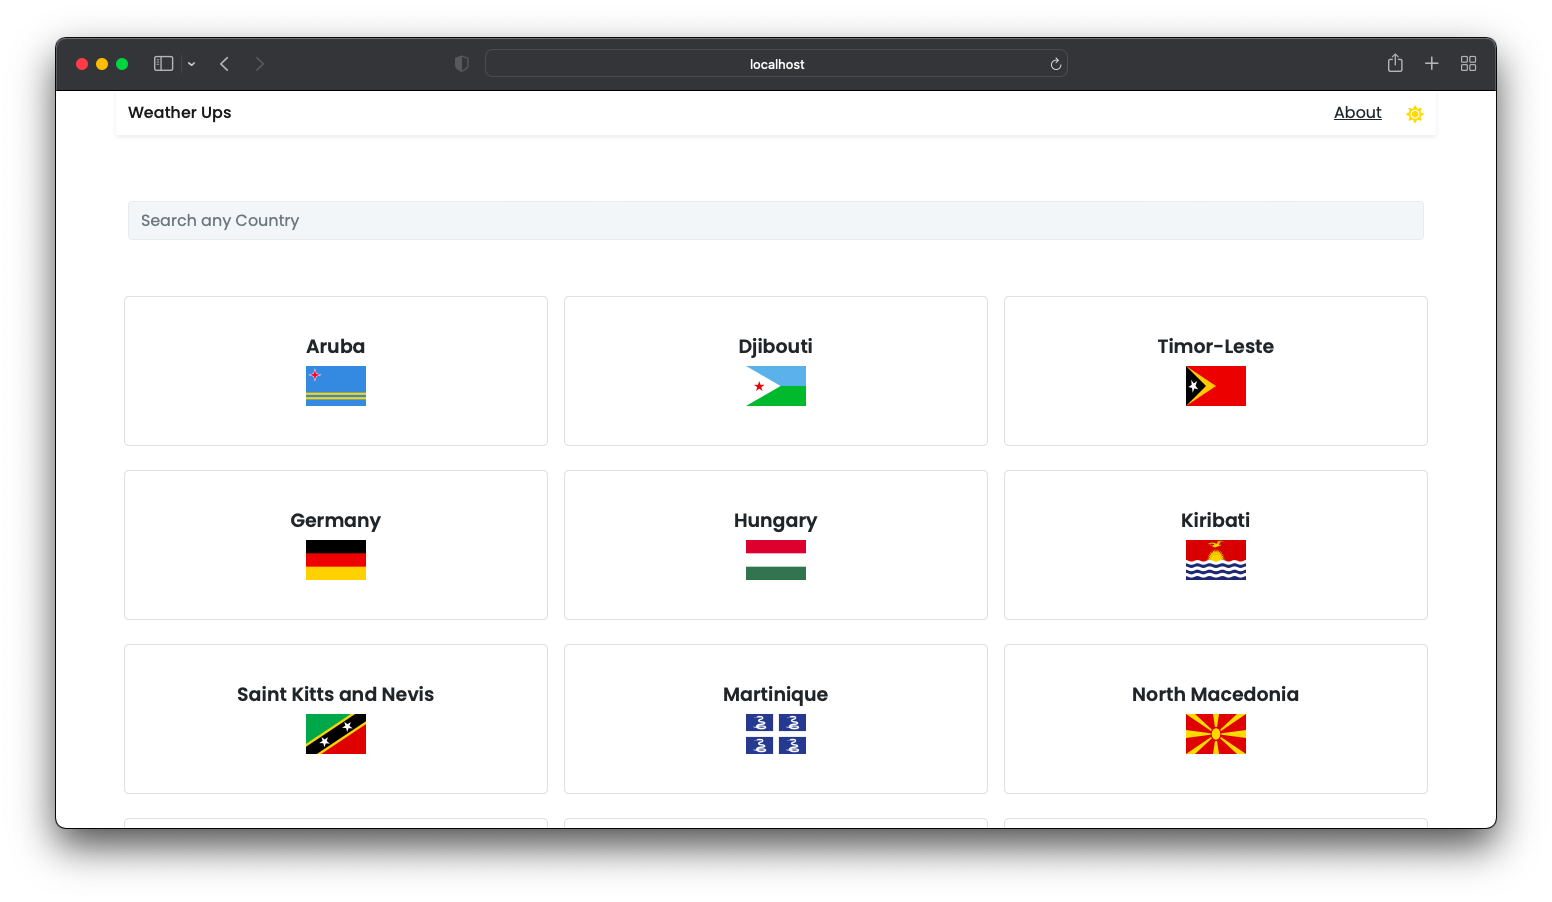 localhost
Weather Ups
About
Search any Country
Aruba
Djibouti
Timor-Leste
Germany
Hungary
Kiribati
Saint Kitts and Nevis
Martinique
North Macedonia